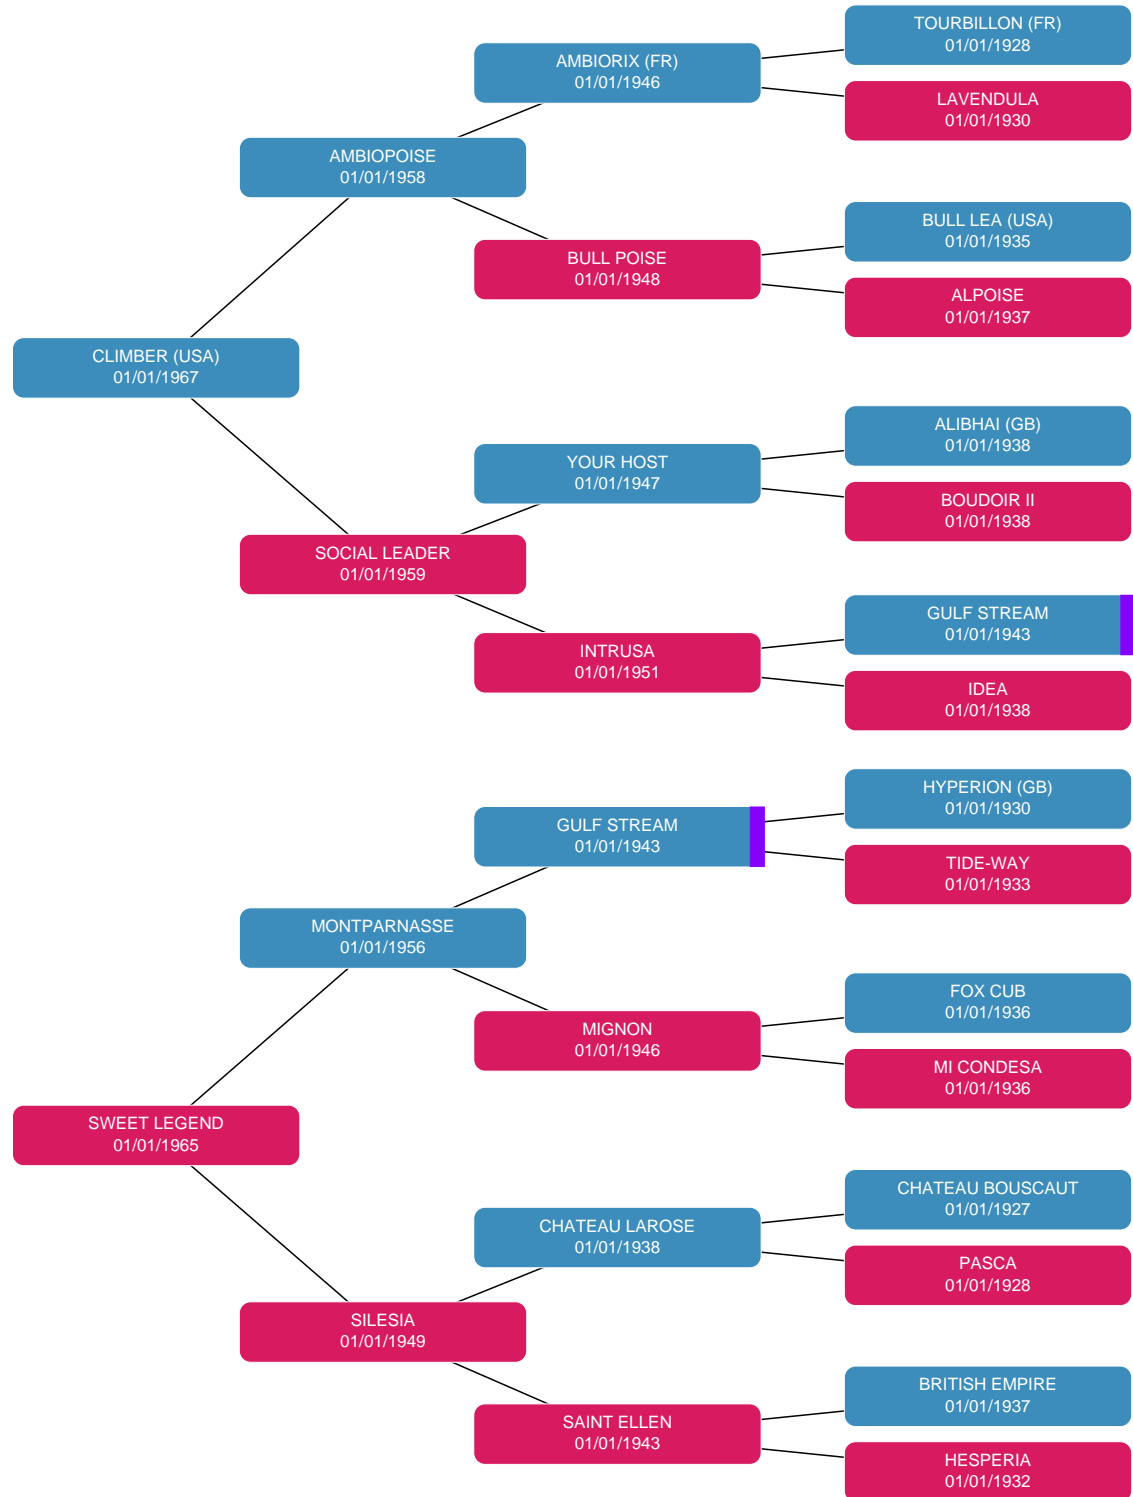 TOURBILLON (FR)
01/01/1928
AMBIORIX (FR)
01/01/1946
LAVENDULA
01/01/1930
AMBIOPOISE
01/01/1958
BULL LEA (USA)
01/01/1935
BULL POISE
01/01/1948
ALPOISE
01/01/1937
CLIMBER (USA)
01/01/1967
ALIBHAI (GB)
01/01/1938
YOUR HOST
01/01/1947
BOUDOIR II
01/01/1938
SOCIAL LEADER
01/01/1959
GULF STREAM
01/01/1943
INTRUSA
01/01/1951
IDEA
01/01/1938
HYPERION (GB)
01/01/1930
GULF STREAM
01/01/1943
TIDE-WAY
01/01/1933
MONTPARNASSE
01/01/1956
FOX CUB
01/01/1936
MIGNON
01/01/1946
MI CONDESA
01/01/1936
SWEET LEGEND
01/01/1965
CHATEAU BOUSCAUT
01/01/1927
CHATEAU LAROSE
01/01/1938
PASCA
01/01/1928
SILESIA
01/01/1949
BRITISH EMPIRE
01/01/1937
SAINT ELLEN
01/01/1943
HESPERIA
01/01/1932